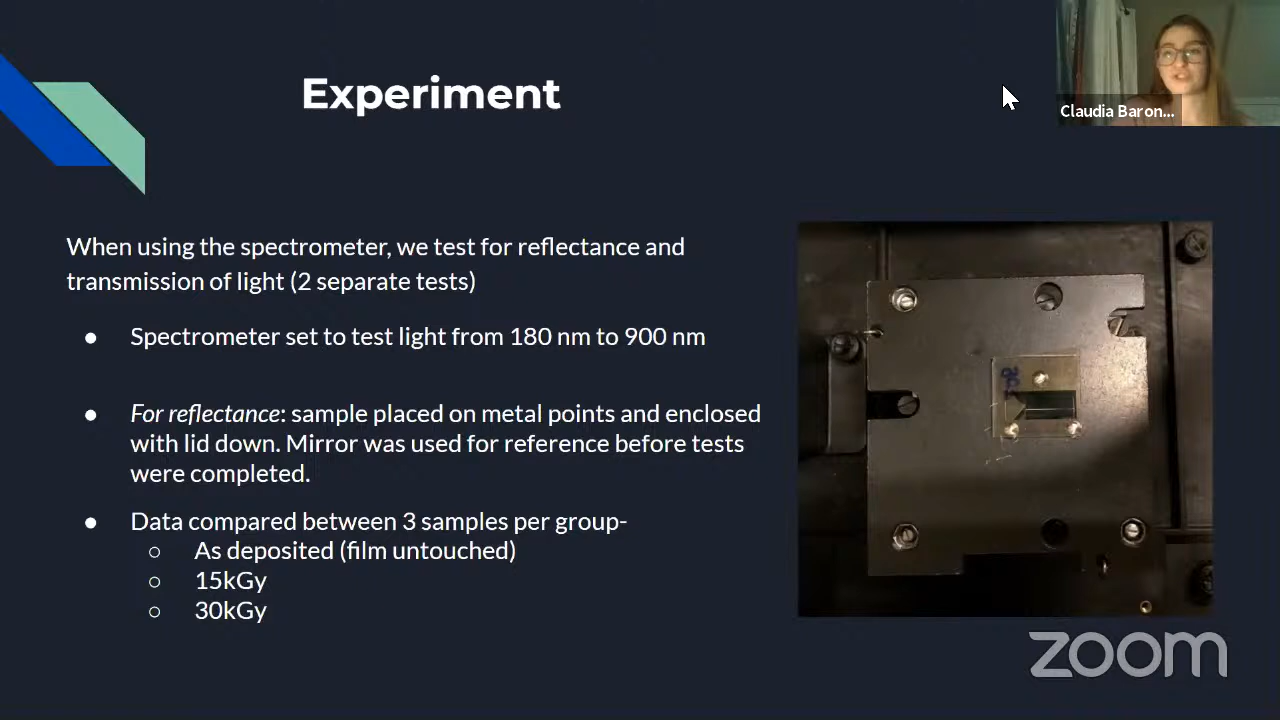 Experiment
Claudia Baron...
When using the spectrometer, we test for reflectance and
transmission of light (2 separate tests)
● Spectrometer set to test light from 180 nm to 900 nm
● For reflectance: sample placed on metal points and enclosed
with lid down. Mirror was used for reference before tests
were completed.
● Data compared between 3 samples per group-
○ As deposited (film untouched)
○ 15kGy
○ 30kGy
zoom